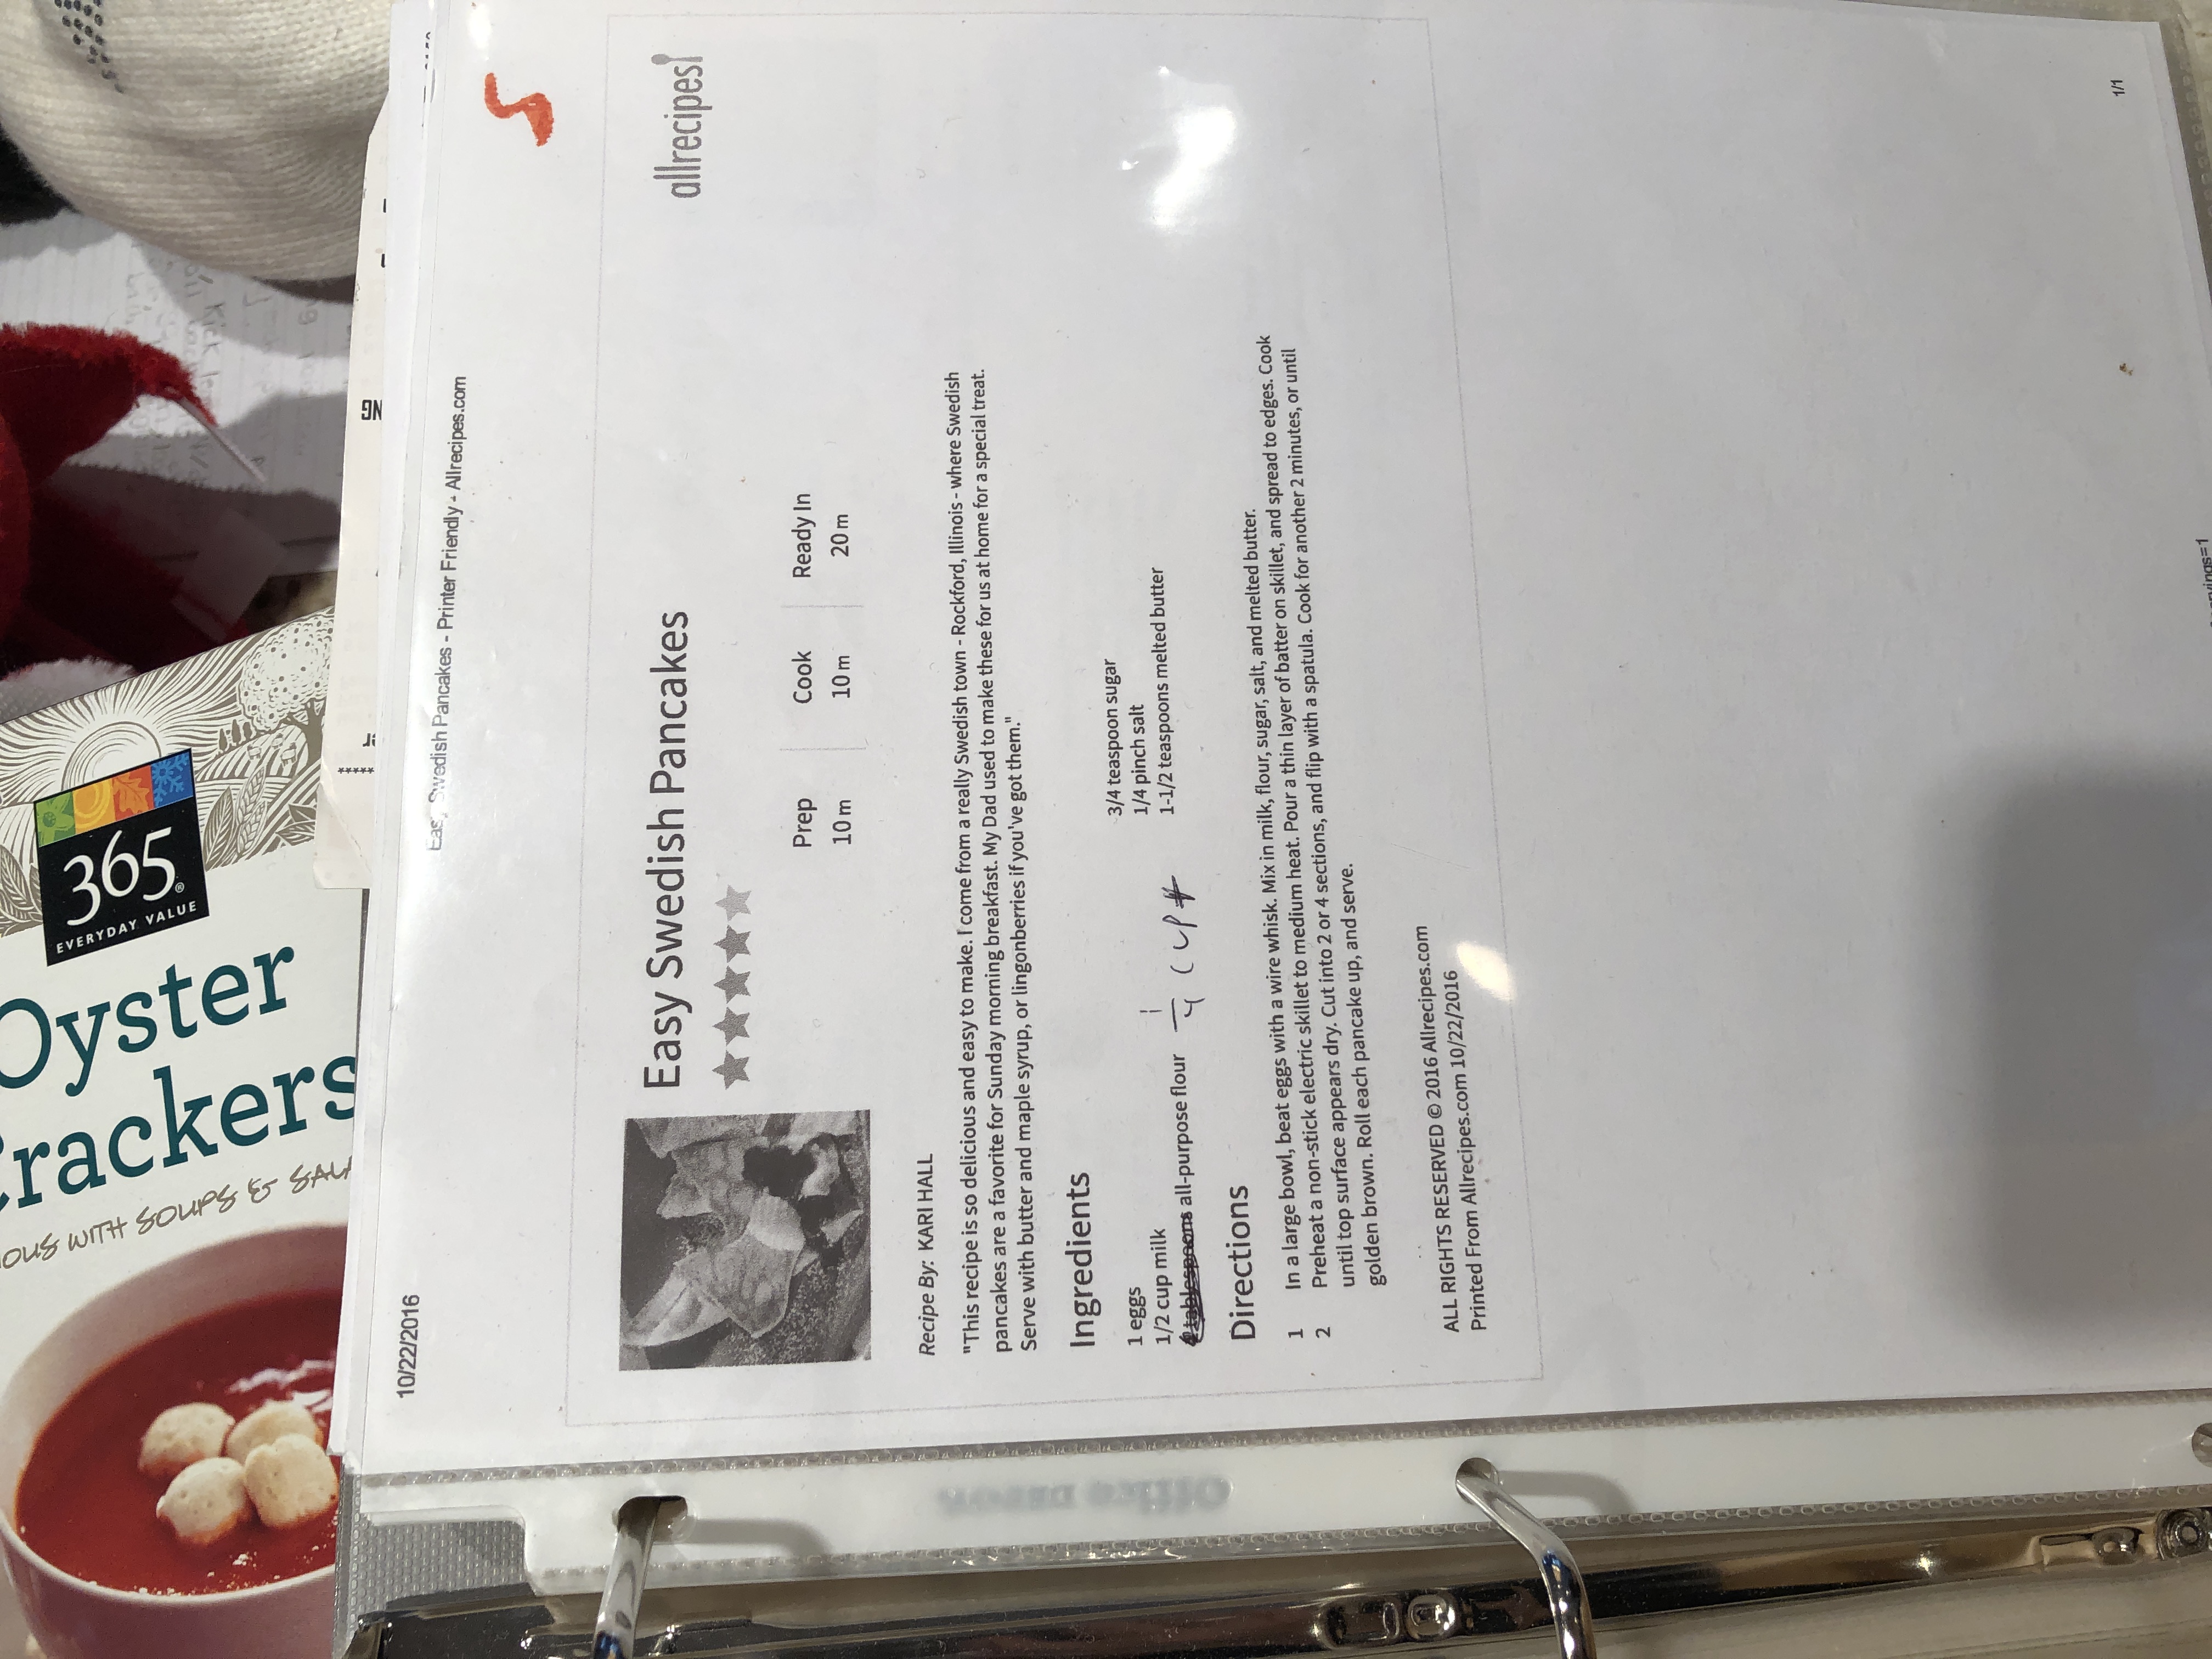 10/22/2016
Swedish Pancakes - Printer Friendly - Allrecipes.com
S
allrecipes
Easy Swedish Pancakes
Prep Cook Ready In
10 m 10 m 20 m
Recipe By: KARI HALL
"This recipe is so delicious and easy to make. I come from a really Swedish town - Rockford, Illinois - where Swedish
pancakes are a favorite for Sunday morning breakfast. My Dad used to make these for us at home for a special treat.
Serve with butter and maple syrup, or lingonberries if you've got them."
Ingredients
1 eggs
1/2 cup milk
tablespoons all-purpose flour 1/4 cup
3/4 teaspoon sugar
1/4 pinch salt
1-1/2 teaspoons melted butter
Directions
1 In a large bowl, beat eggs with a wire whisk. Mix in milk, flour, sugar, salt, and melted butter.
2 Preheat a non-stick electric skillet to medium heat. Pour a thin layer of batter on skillet, and spread to edges. Cook
until top surface appears dry. Cut into 2 or 4 sections, and flip with a spatula. Cook for another 2 minutes, or until
golden brown. Roll each pancake up, and serve.
ALL RIGHTS RESERVED © 2016 Allrecipes.com
Printed From Allrecipes.com 10/22/2016
1/1
365
EVERYDAY VALUE
Oyster
Crackers
WITH SOUPS &
Office DEPOT
NG